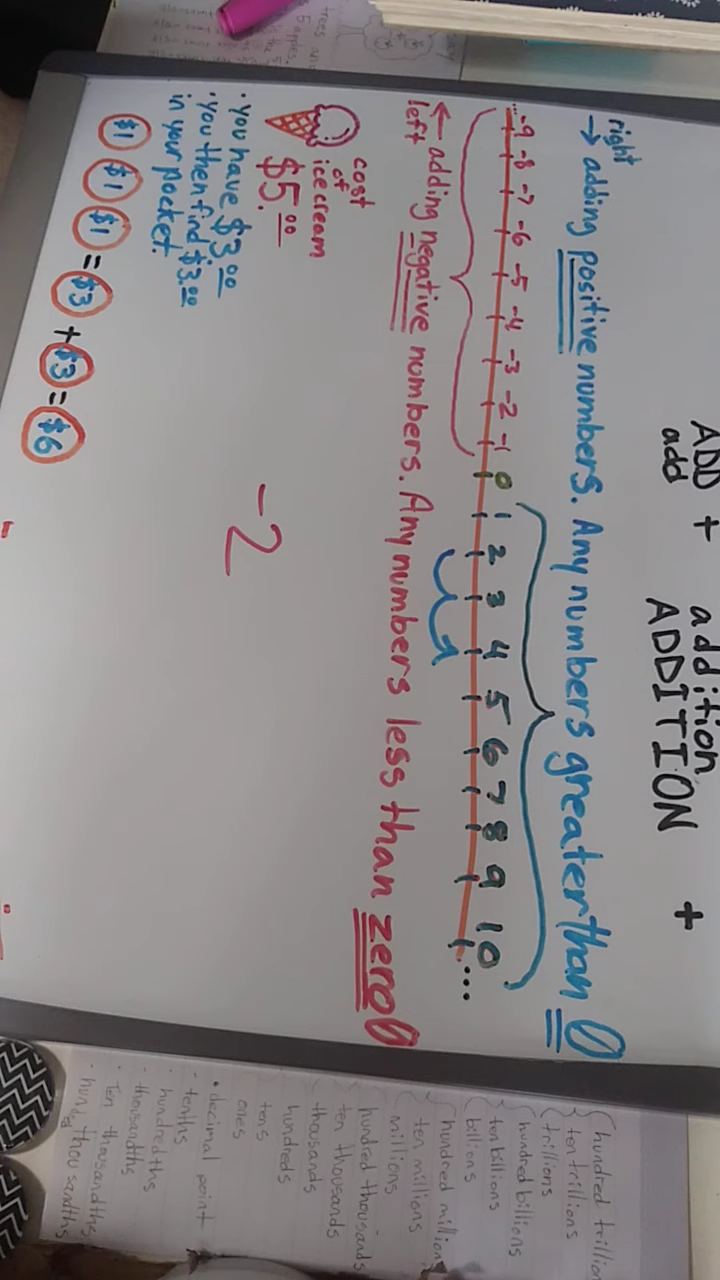 ADD + addition +
add ADDITION
right
→ adding positive numbers. Any numbers greater than 0
...-9 -8 -7 -6 -5 -4 -3 -2 -1 0 1 2 3 4 5 6 7 8 9 10 ...
← adding negative numbers. Any numbers less than zero 0
left
cost
of
ice cream
$5.00
• you have $3.00
• you then find $3.00
in your pocket.
$1 $1 $1 = $3 + $3 = $6
-2
5 apples.
ten trillions
trillions
hundred billions
ten billions
billions
hundred millions
ten millions
millions
hundred thousands
ten thousands
thousands
hundreds
tens
ones
• decimal point
- tenths
- hundredths
- thousandths
• Ten thousandths
• hundred thousandths